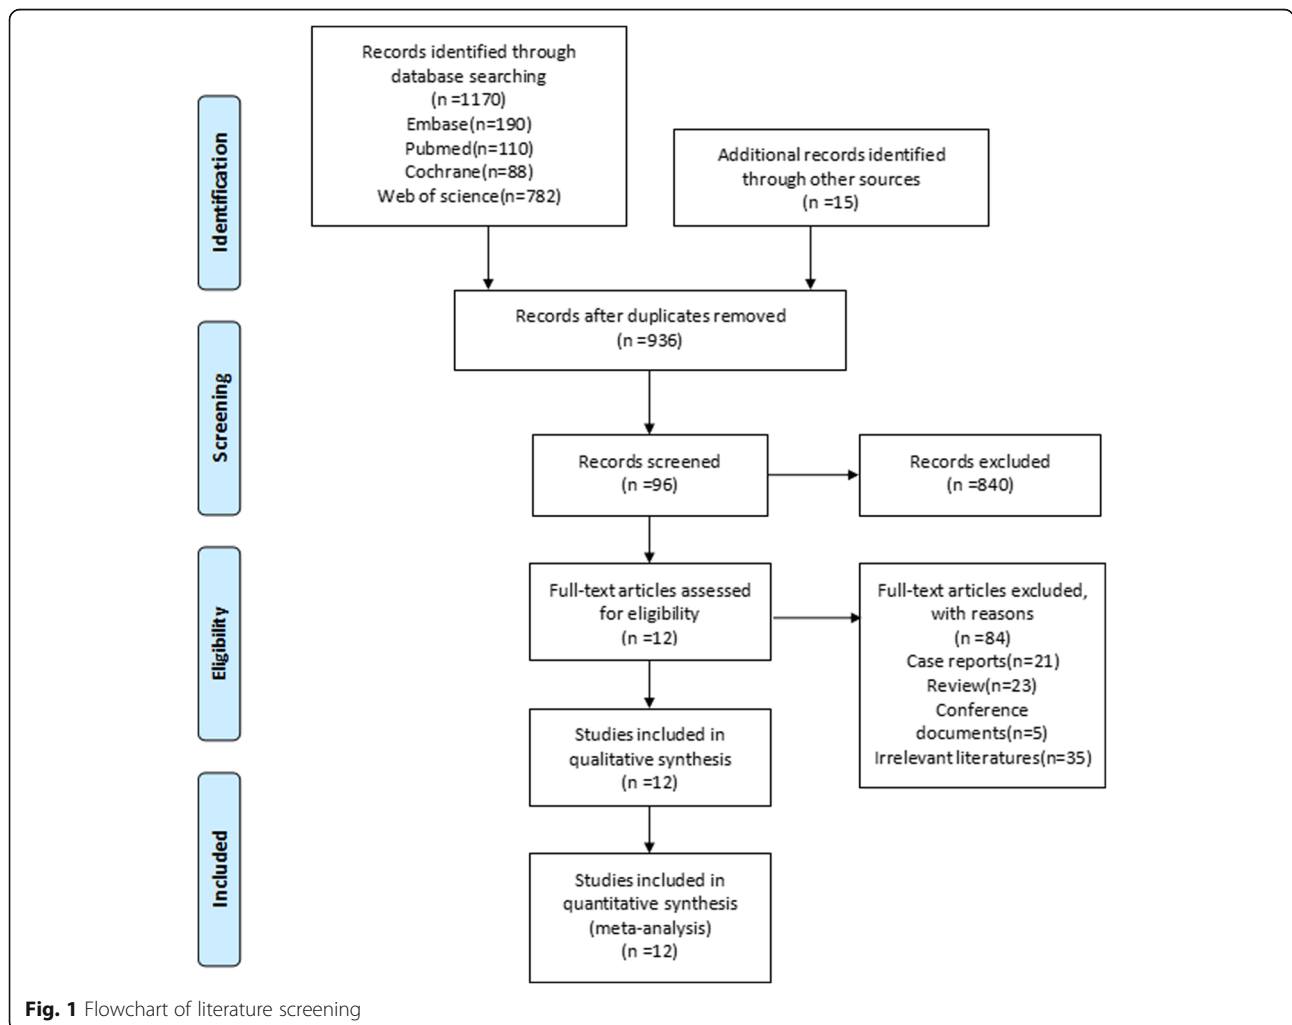 Records identified through
database searching
(n =1170)
Embase(n=190)
Pubmed(n=110)
Cochrane(n=88)
Web of science(n=782)
Additional records identified
through other sources
(n =15)
Identification
Records after duplicates removed
(n =936)
Screening
Records screened
(n =96)
Records excluded
(n =840)
Eligibility
Full-text articles assessed
for eligibility
(n =12)
Full-text articles excluded,
with reasons
(n =84)
Case reports(n=21)
Review(n=23)
Conference
documents(n=5)
Irrelevant literatures(n=35)
Studies included in
qualitative synthesis
(n =12)
Included
Studies included in
quantitative synthesis
(meta-analysis)
(n =12)
Fig. 1 Flowchart of literature screening